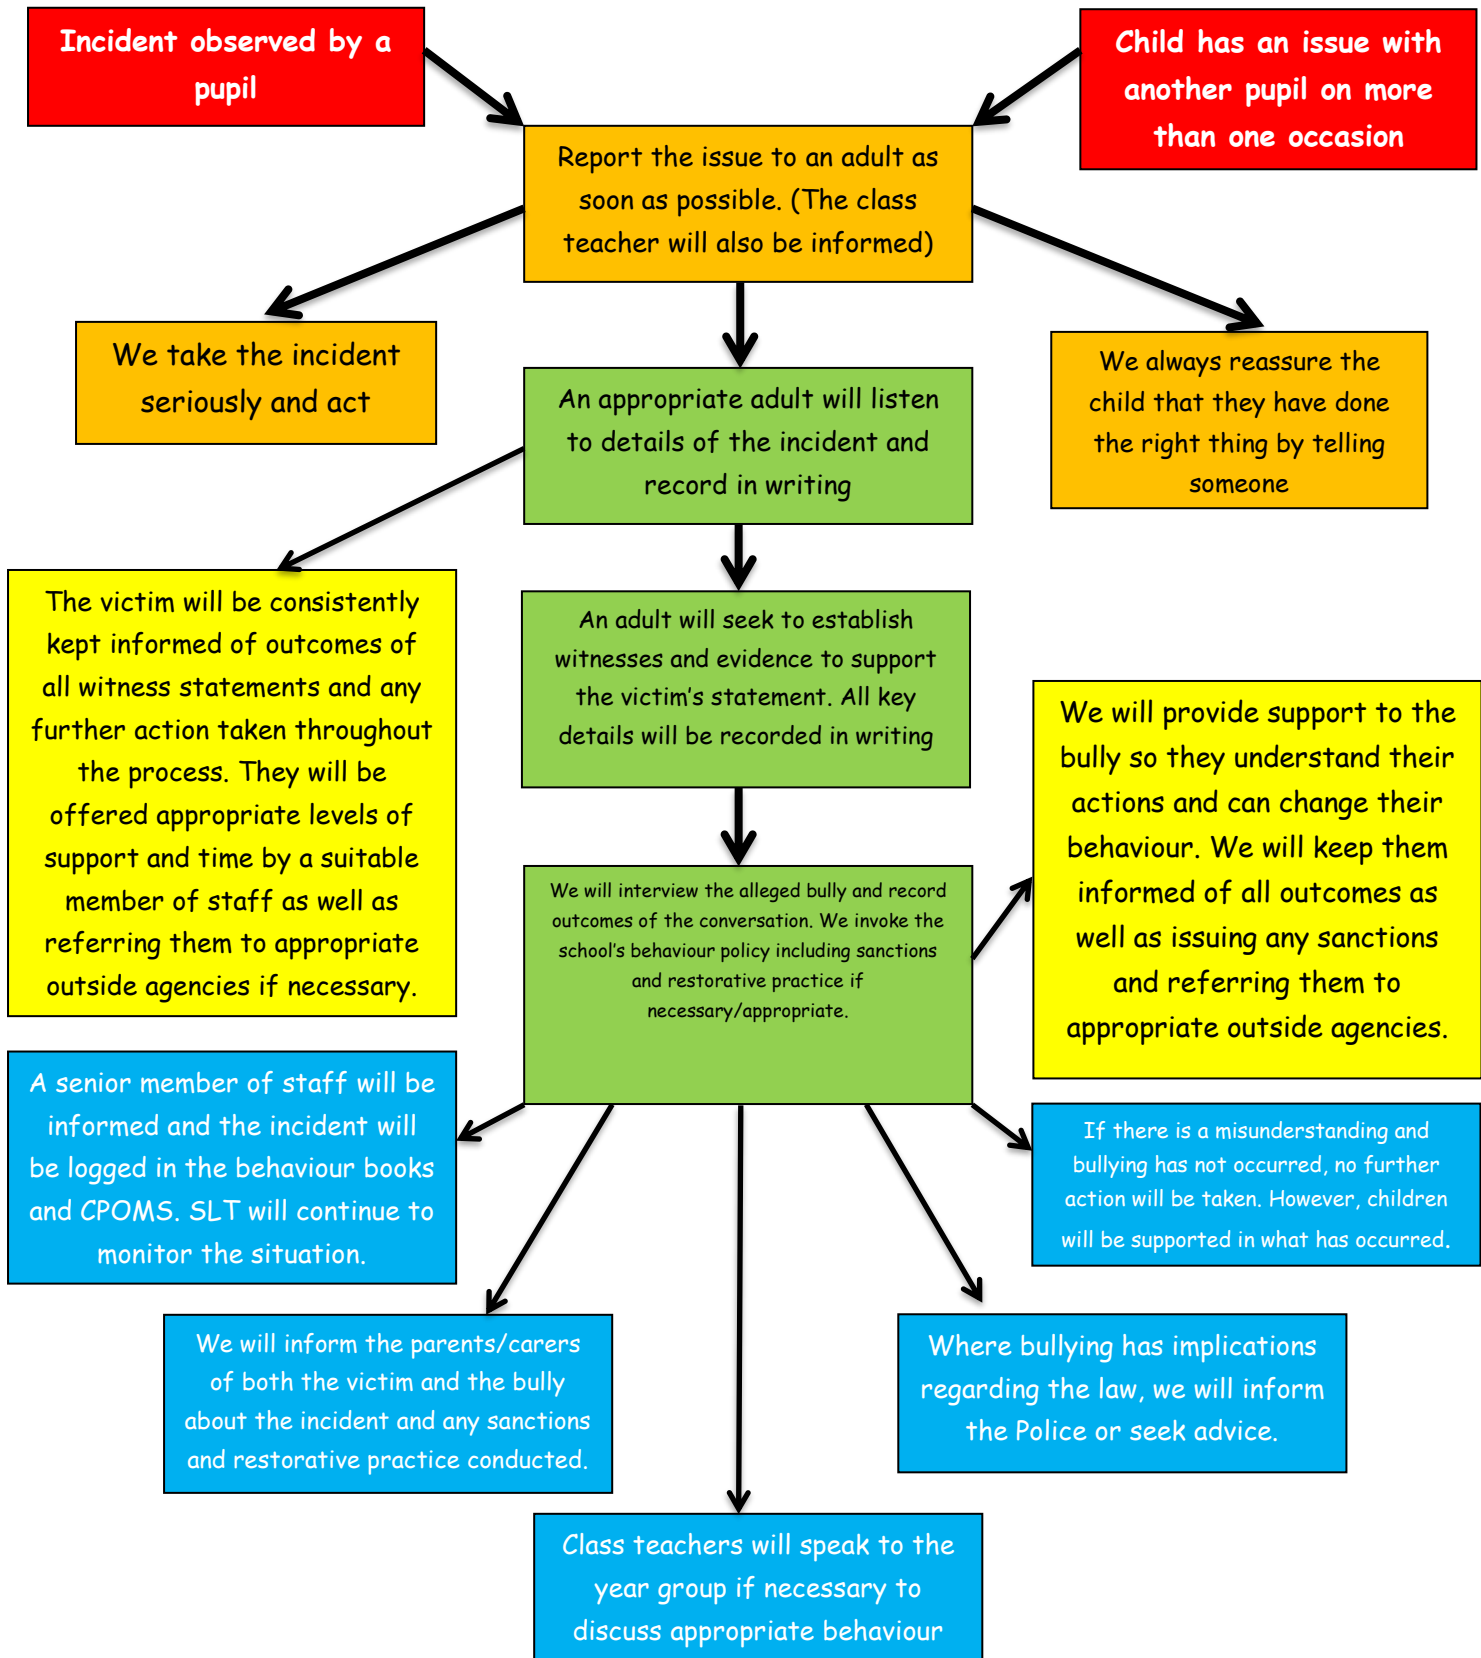 Incident observed by a
pupil
Child has an issue with
another pupil on more
than one occasion
Report the issue to an adult as
soon as possible. (The class
teacher will also be informed)
We take the incident
seriously and act
We always reassure the
child that they have done
the right thing by telling
someone
An appropriate adult will listen
to details of the incident and
record in writing
The victim will be consistently
kept informed of outcomes of
all witness statements and any
further action taken throughout
the process. They will be
offered appropriate levels of
support and time by a suitable
member of staff as well as
referring them to appropriate
outside agencies if necessary.
An adult will seek to establish
witnesses and evidence to support
the victim's statement. All key
details will be recorded in writing
We will provide support to the
bully so they understand their
actions and can change their
behaviour. We will keep them
informed of all outcomes as
well as issuing any sanctions
and referring them to
appropriate outside agencies.
We will interview the alleged bully and record
outcomes of the conversation. We invoke the
school's behaviour policy including sanctions
and restorative practice if
necessary/appropriate.
A senior member of staff will be
informed and the incident will
be logged in the behaviour books
and CPOMS. SLT will continue to
monitor the situation.
If there is a misunderstanding and
bullying has not occurred, no further
action will be taken. However, children
will be supported in what has occurred.
We will inform the parents/carers
of both the victim and the bully
about the incident and any sanctions
and restorative practice conducted.
Where bullying has implications
regarding the law, we will inform
the Police or seek advice.
Class teachers will speak to the
year group if necessary to
discuss appropriate behaviour